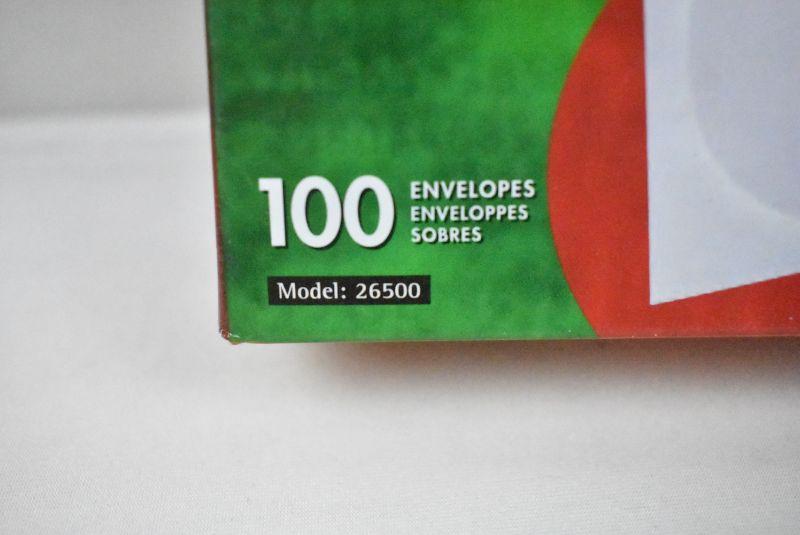 100 ENVELOPES
ENVELOPPES
SOBRES
Model: 26500